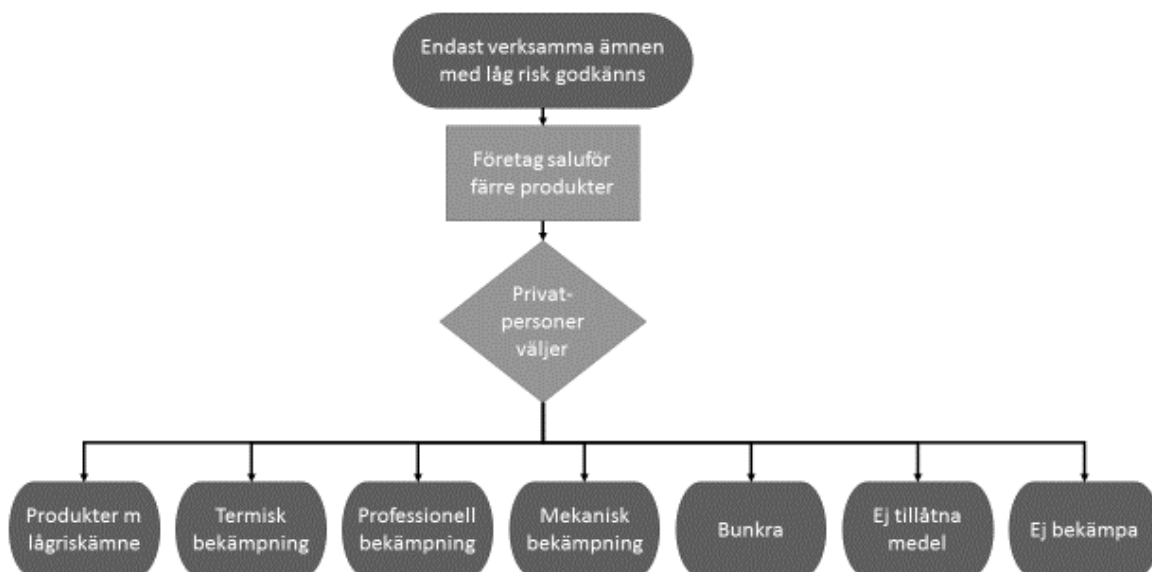 Endast verksamma ämnen
med låg risk godkänns
Företag saluför
färre produkter
Privat-
personer
väljer
Produkter m
lågriskämne
Termisk
bekämpning
Professionell
bekämpning
Mekanisk
bekämpning
Bunkra
Ej tillåtna
medel
Ej bekämpa